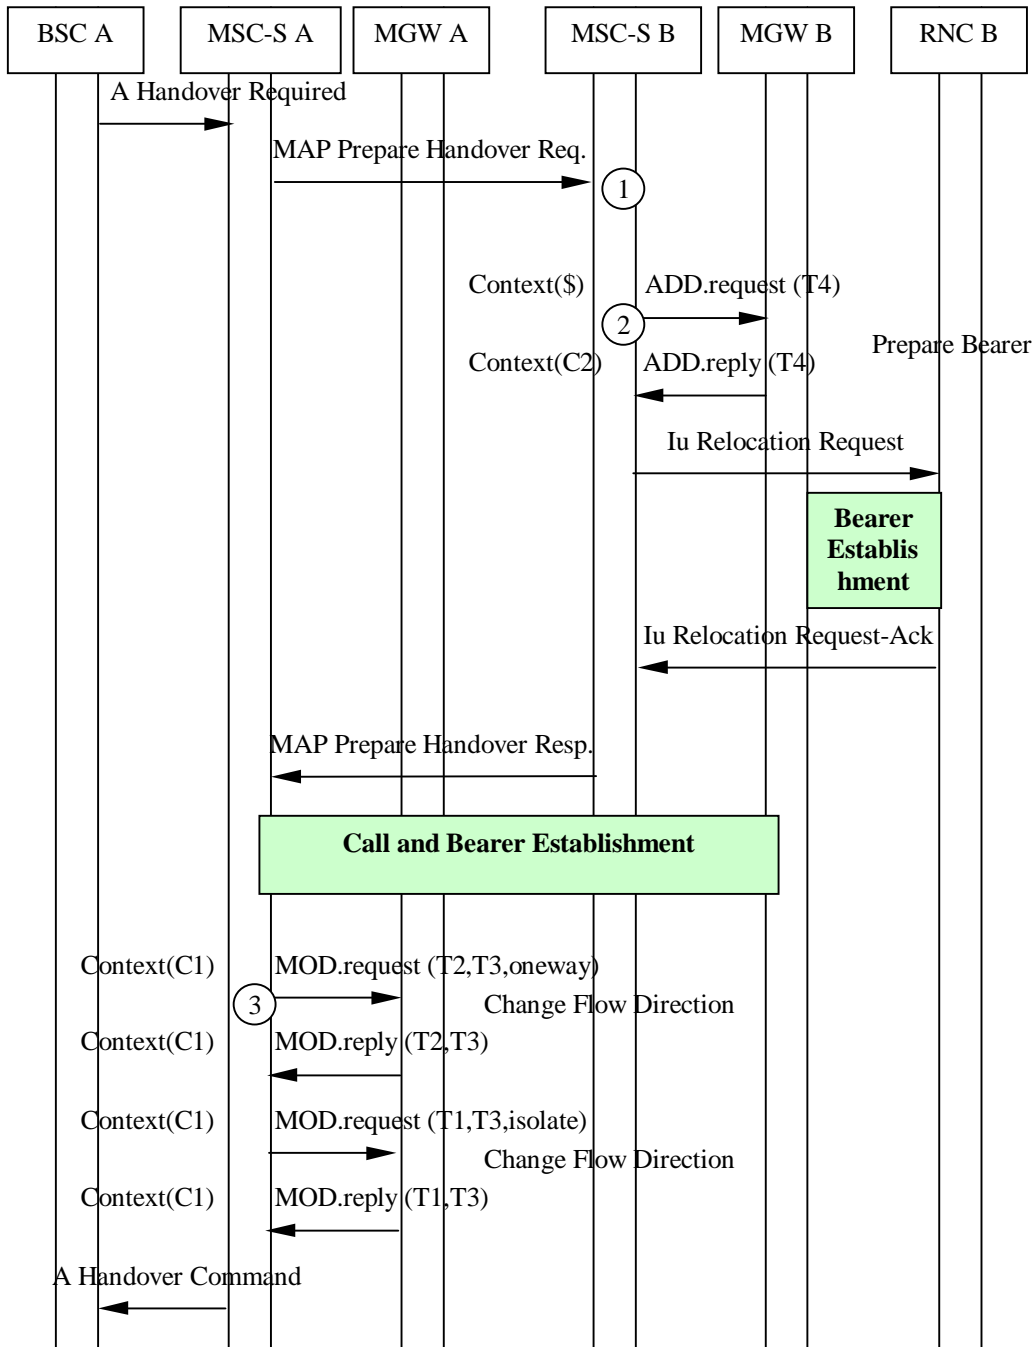 BSC A
MSC-S A
MGW A
MSC-S B
MGW B
RNC B
A Handover Required
MAP Prepare Handover Req.
1
Context($)
ADD.request (T4)
2
Prepare Bearer
Context(C2)
ADD.reply (T4)
Iu Relocation Request
Bearer
Establis
hment
Iu Relocation Request-Ack
MAP Prepare Handover Resp.
Call and Bearer Establishment
Context(C1)
MOD.request (T2,T3,oneway)
3
Change Flow Direction
Context(C1)
MOD.reply (T2,T3)
Context(C1)
MOD.request (T1,T3,isolate)
Change Flow Direction
Context(C1)
MOD.reply (T1,T3)
A Handover Command